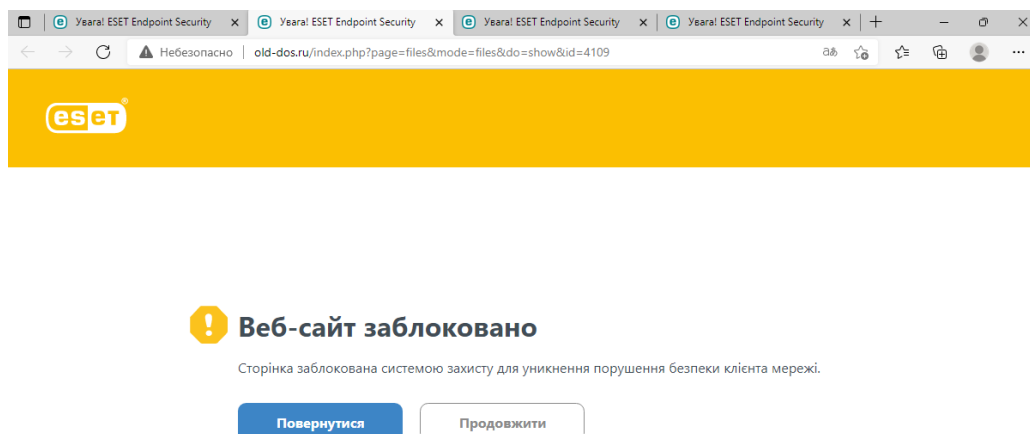 Увага! ESET Endpoint Security
Увага! ESET Endpoint Security
Увага! ESET Endpoint Security
Увага! ESET Endpoint Security
Небезопасно | old-dos.ru/index.php?page=files&mode=files&do=show&id=4109
eseT®
Веб-сайт заблоковано
Сторінка заблокована системою захисту для уникнення порушення безпеки клієнта мережі.
Повернутися Продовжити